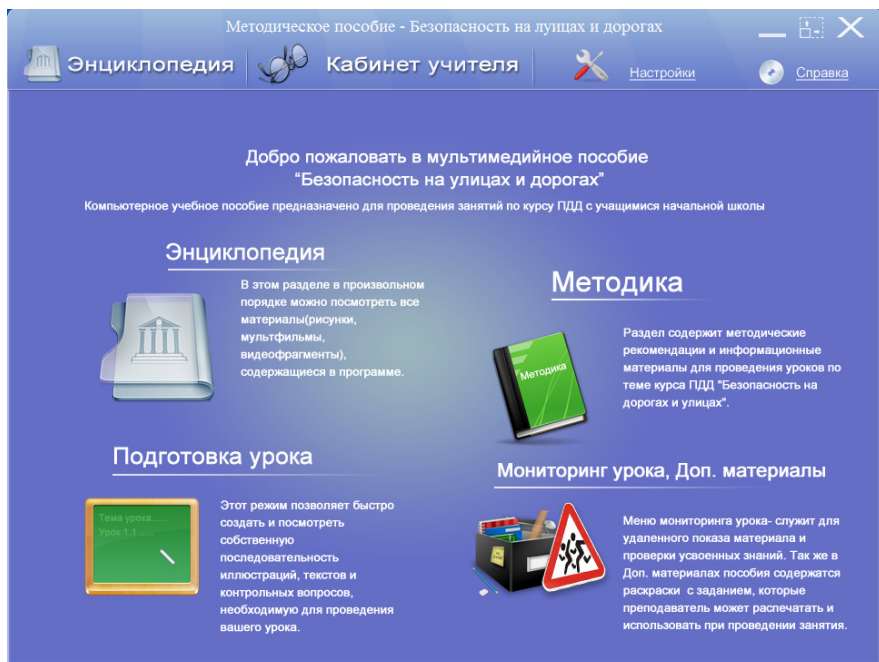 Методическое пособие - Безопасность на луицах и дорогах
Энциклопедия
Кабинет учителя
Настройки
Справка
Добро пожаловать в мультимедийное пособие
“Безопасность на улицах и дорогах”
Компьютерное учебное пособие предназначено для проведения занятий по курсу ПДД с учащимися начальной школы
Энциклопедия
В этом разделе в произвольном
порядке можно посмотреть все
материалы(рисунки,
мультфильмы,
видеофрагменты),
содержащиеся в программе.
Методика
Методика
Раздел содержит методические
рекомендации и информационные
материалы для проведения уроков по
теме курса ПДД "Безопасность на
дорогах и улицах".
Подготовка урока
Тема урока......
Урок 1.1.....
Этот режим позволяет быстро
создать и посмотреть
собственную
последовательность
иллюстраций, текстов и
контрольных вопросов,
необходимую для проведения
вашего урока.
Мониторинг урока, Доп. материалы
Меню мониторинга урока- служит для
удаленного показа материала и
проверки усвоенных знаний. Так же в
Доп. материалах пособия содержатся
раскраски с заданием, которые
преподаватель может распечатать и
использовать при проведении занятия.